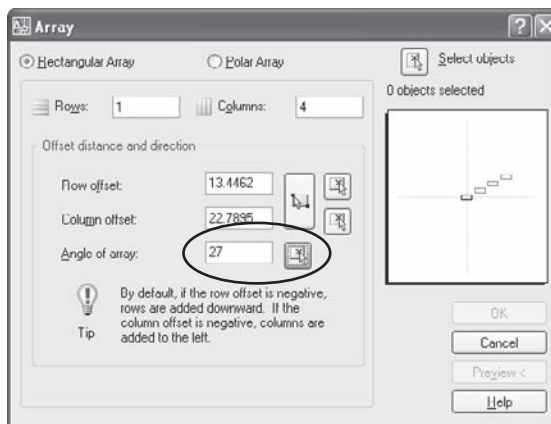 Array
Rectangular Array
Polar Array
Select objects
0 objects selected
Rows:
1
Columns:
4
Offset distance and direction
Row offset:
13.4462
Column offset:
22.7895
Angle of array:
27
Tip
By default, if the row offset is negative,
rows are added downward. If the
column offset is negative, columns are
added to the left.
OK
Cancel
Preview <
Help